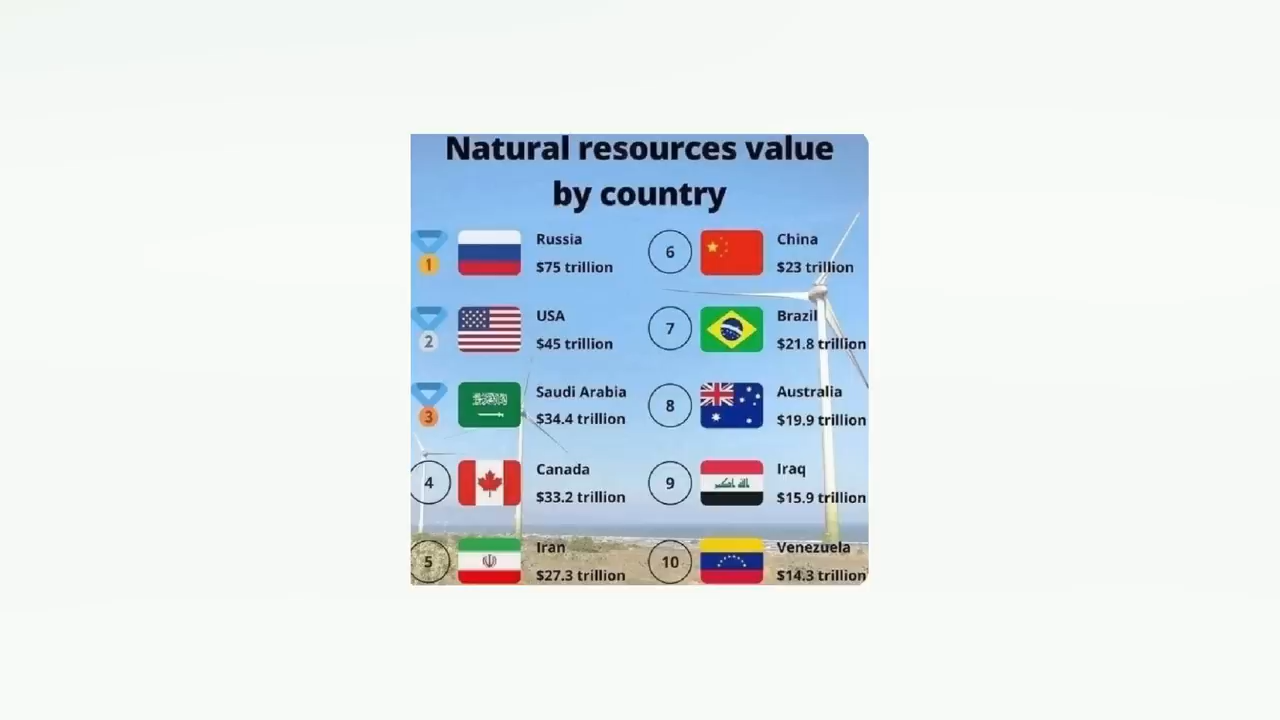 Natural resources value
by country
1
Russia
$75 trillion
2
USA
$45 trillion
3
Saudi Arabia
$34.4 trillion
4
Canada
$33.2 trillion
5
Iran
$27.3 trillion
6
China
$23 trillion
7
Brazil
$21.8 trillion
8
Australia
$19.9 trillion
9
Iraq
$15.9 trillion
10
Venezuela
$14.3 trillion